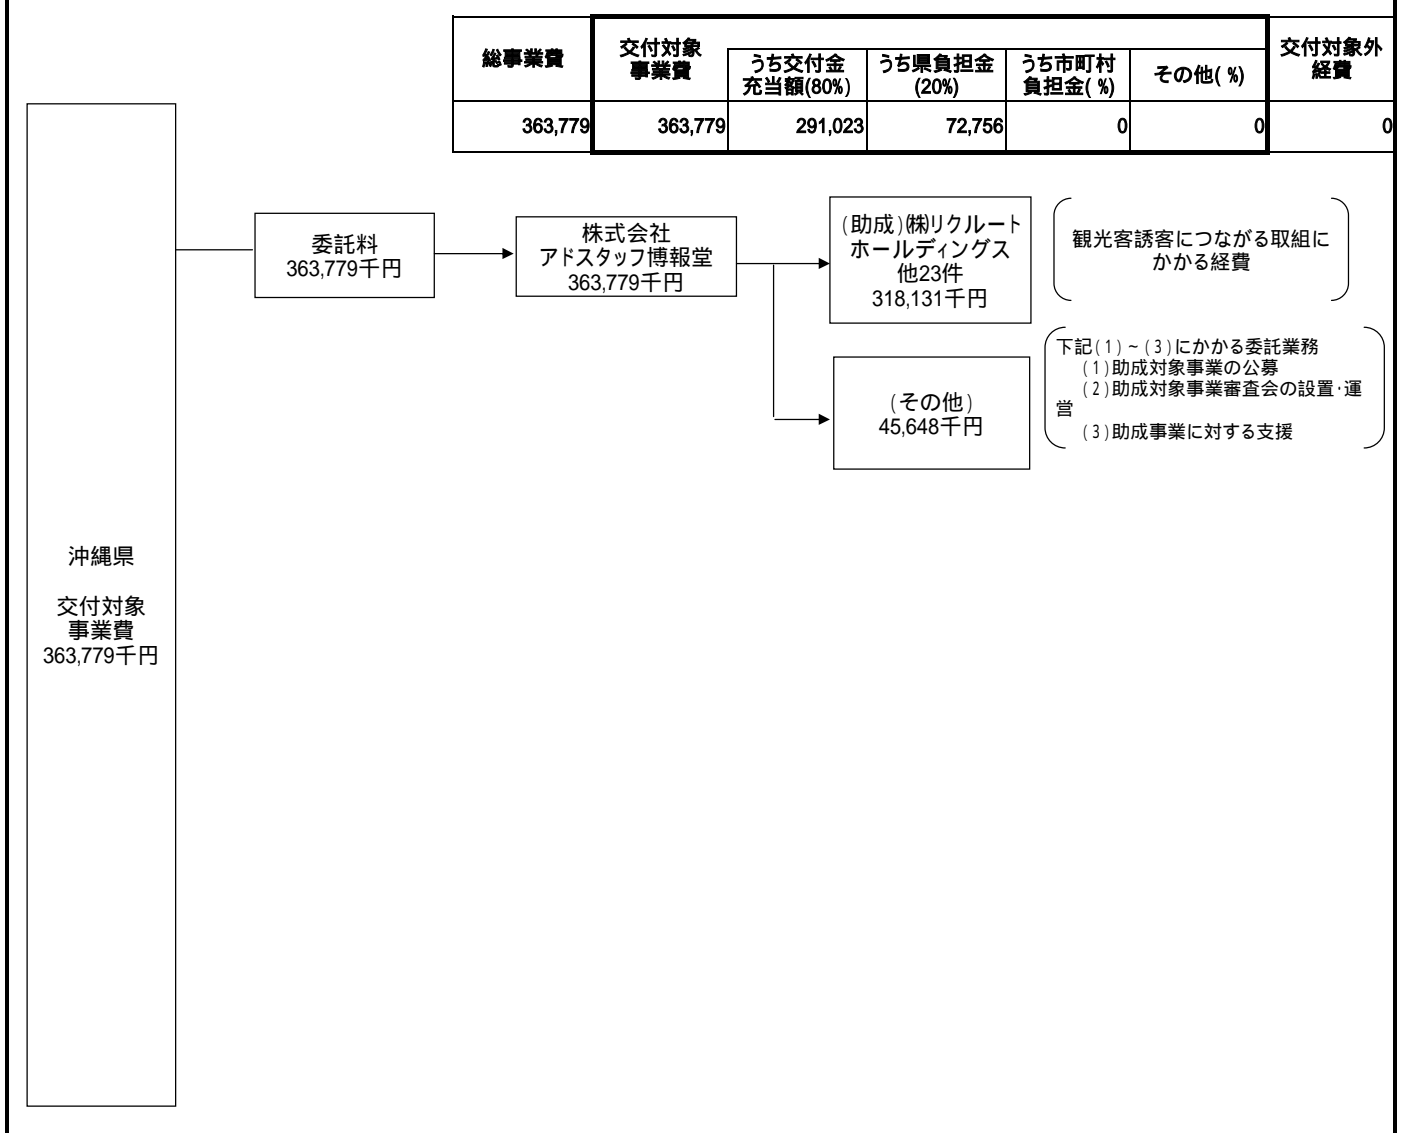 総事業費
交付対象
事業費
うち交付金
充当額(80%)
うち県負担金
(20%)
うち市町村
負担金( %)
その他( %)
交付対象外
経費
363,779
363,779
291,023
72,756
0
0
0
沖縄県
交付対象
事業費
363,779千円
委託料
363,779千円
株式会社
アドスタッフ博報堂
363,779千円
(助成)㈱リクルート
ホールディングス
他23件
318,131千円
観光客誘客につながる取組に
かかる経費
(その他)
45,648千円
下記(1)~(3)にかかる委託業務
(1)助成対象事業の公募
(2)助成対象事業審査会の設置・運
営
(3)助成事業に対する支援